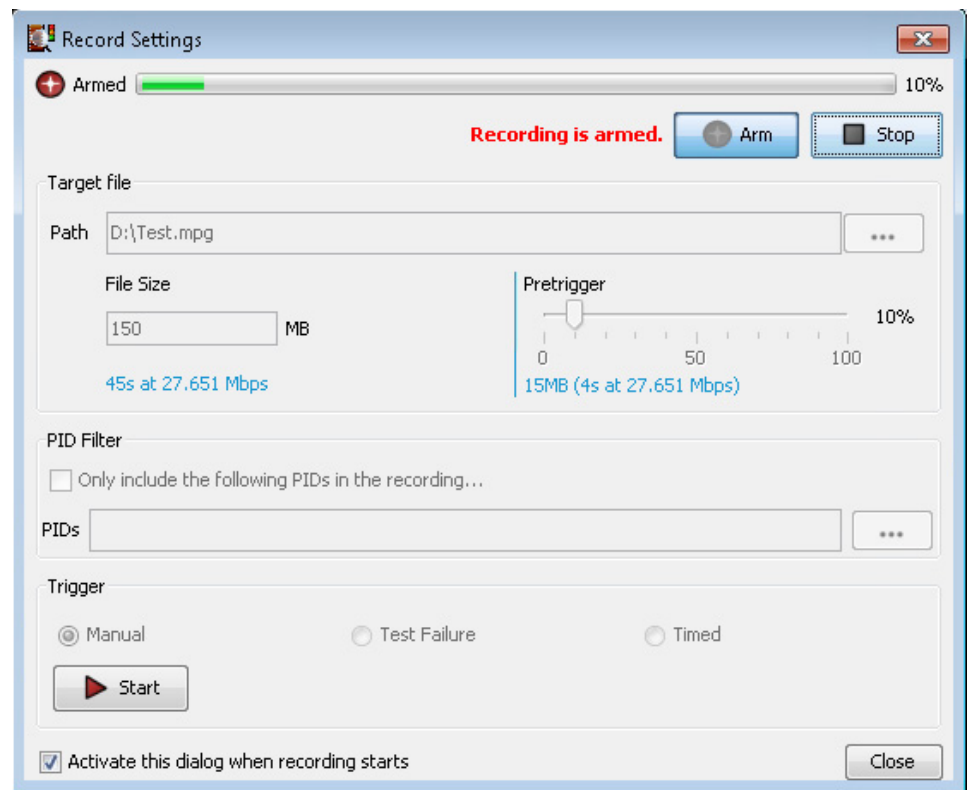 Record Settings
Armed 10%
Recording is armed. Arm Stop
Target file
Path D:\Test.mpg ...
File Size Pretrigger
150 MB 10%
0 50 100
45s at 27.651 Mbps 15MB (4s at 27.651 Mbps)
PID Filter
Only include the following PIDs in the recording...
PIDs ...
Trigger
Manual Test Failure Timed
Start
Activate this dialog when recording starts Close